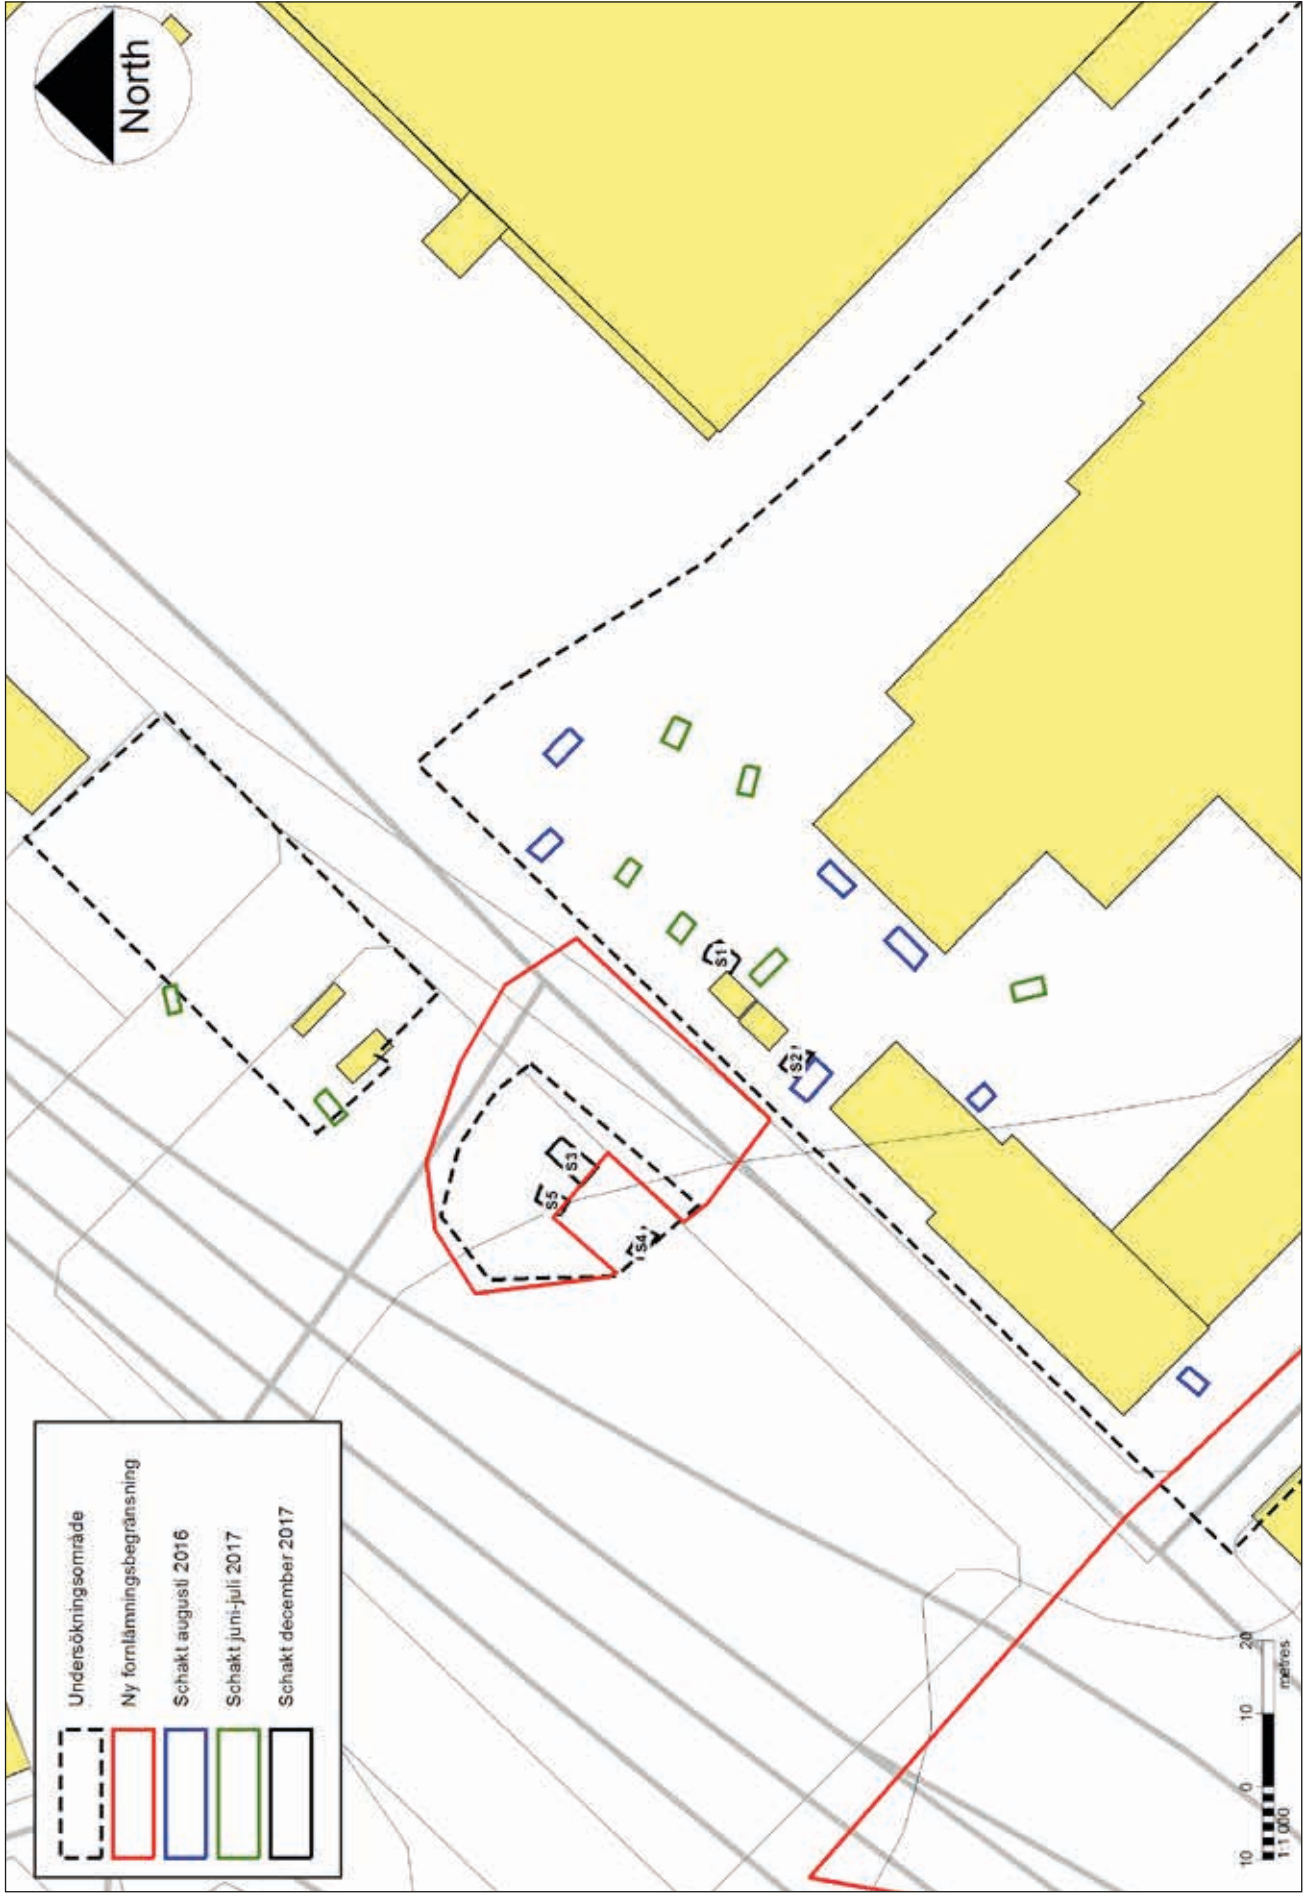 North
Undersökningsområde
Ny fornlämningsbegränsning
Schakt augusti 2016
Schakt juni-juli 2017
Schakt december 2017
S1
S2
S3
S5
S4
10 0 10 20
1:1 000 metres